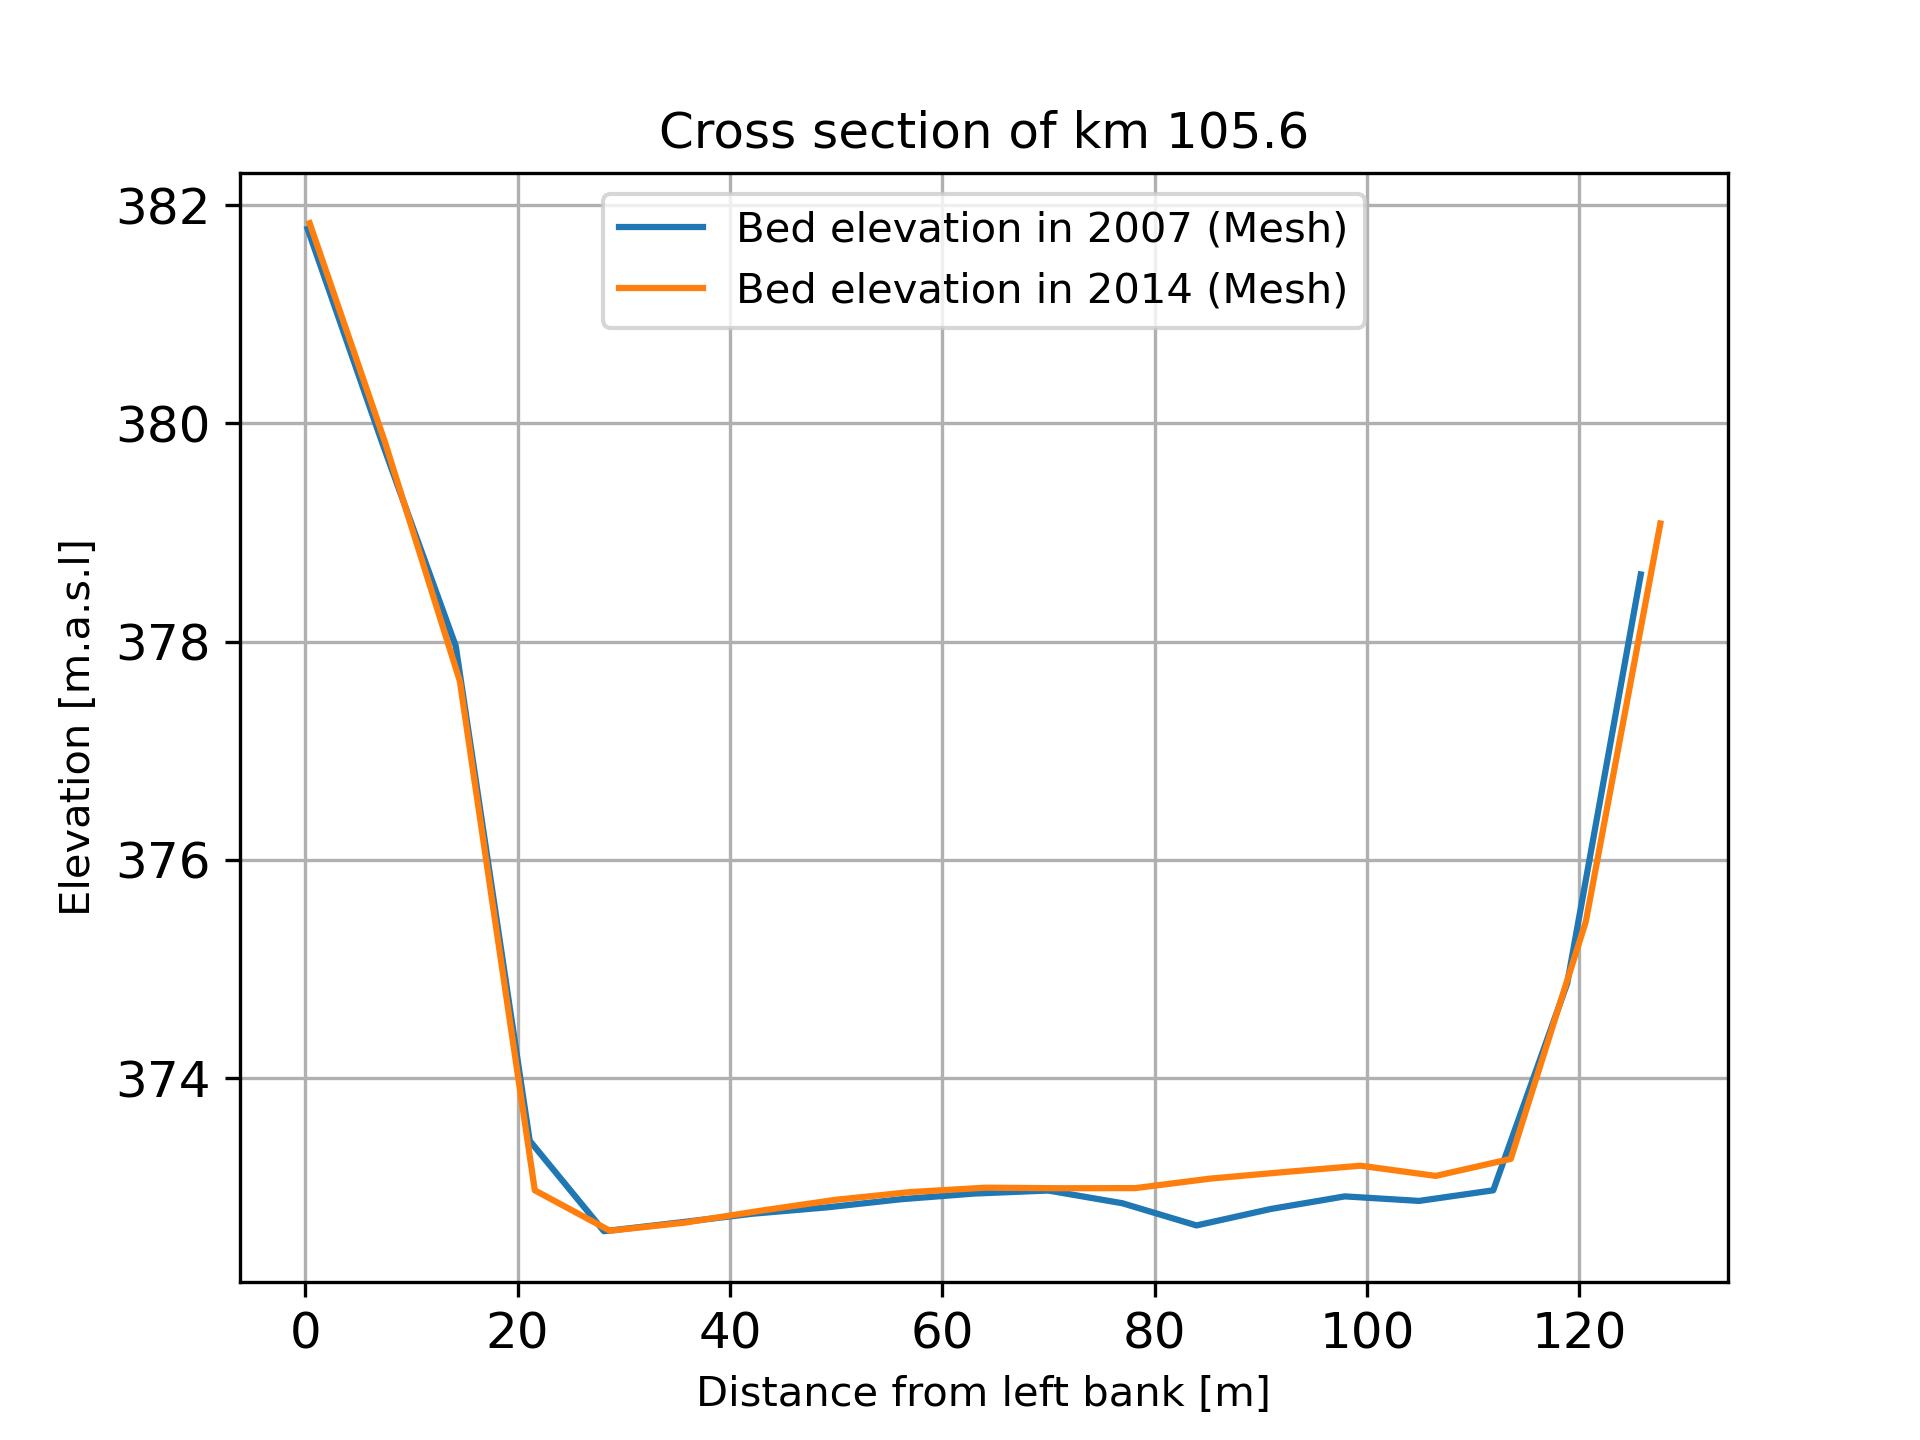 Cross section of km 105.6
Bed elevation in 2007 (Mesh)
Bed elevation in 2014 (Mesh)
Elevation [m.a.s.l]
382
380
378
376
374
0 20 40 60 80 100 120
Distance from left bank [m]